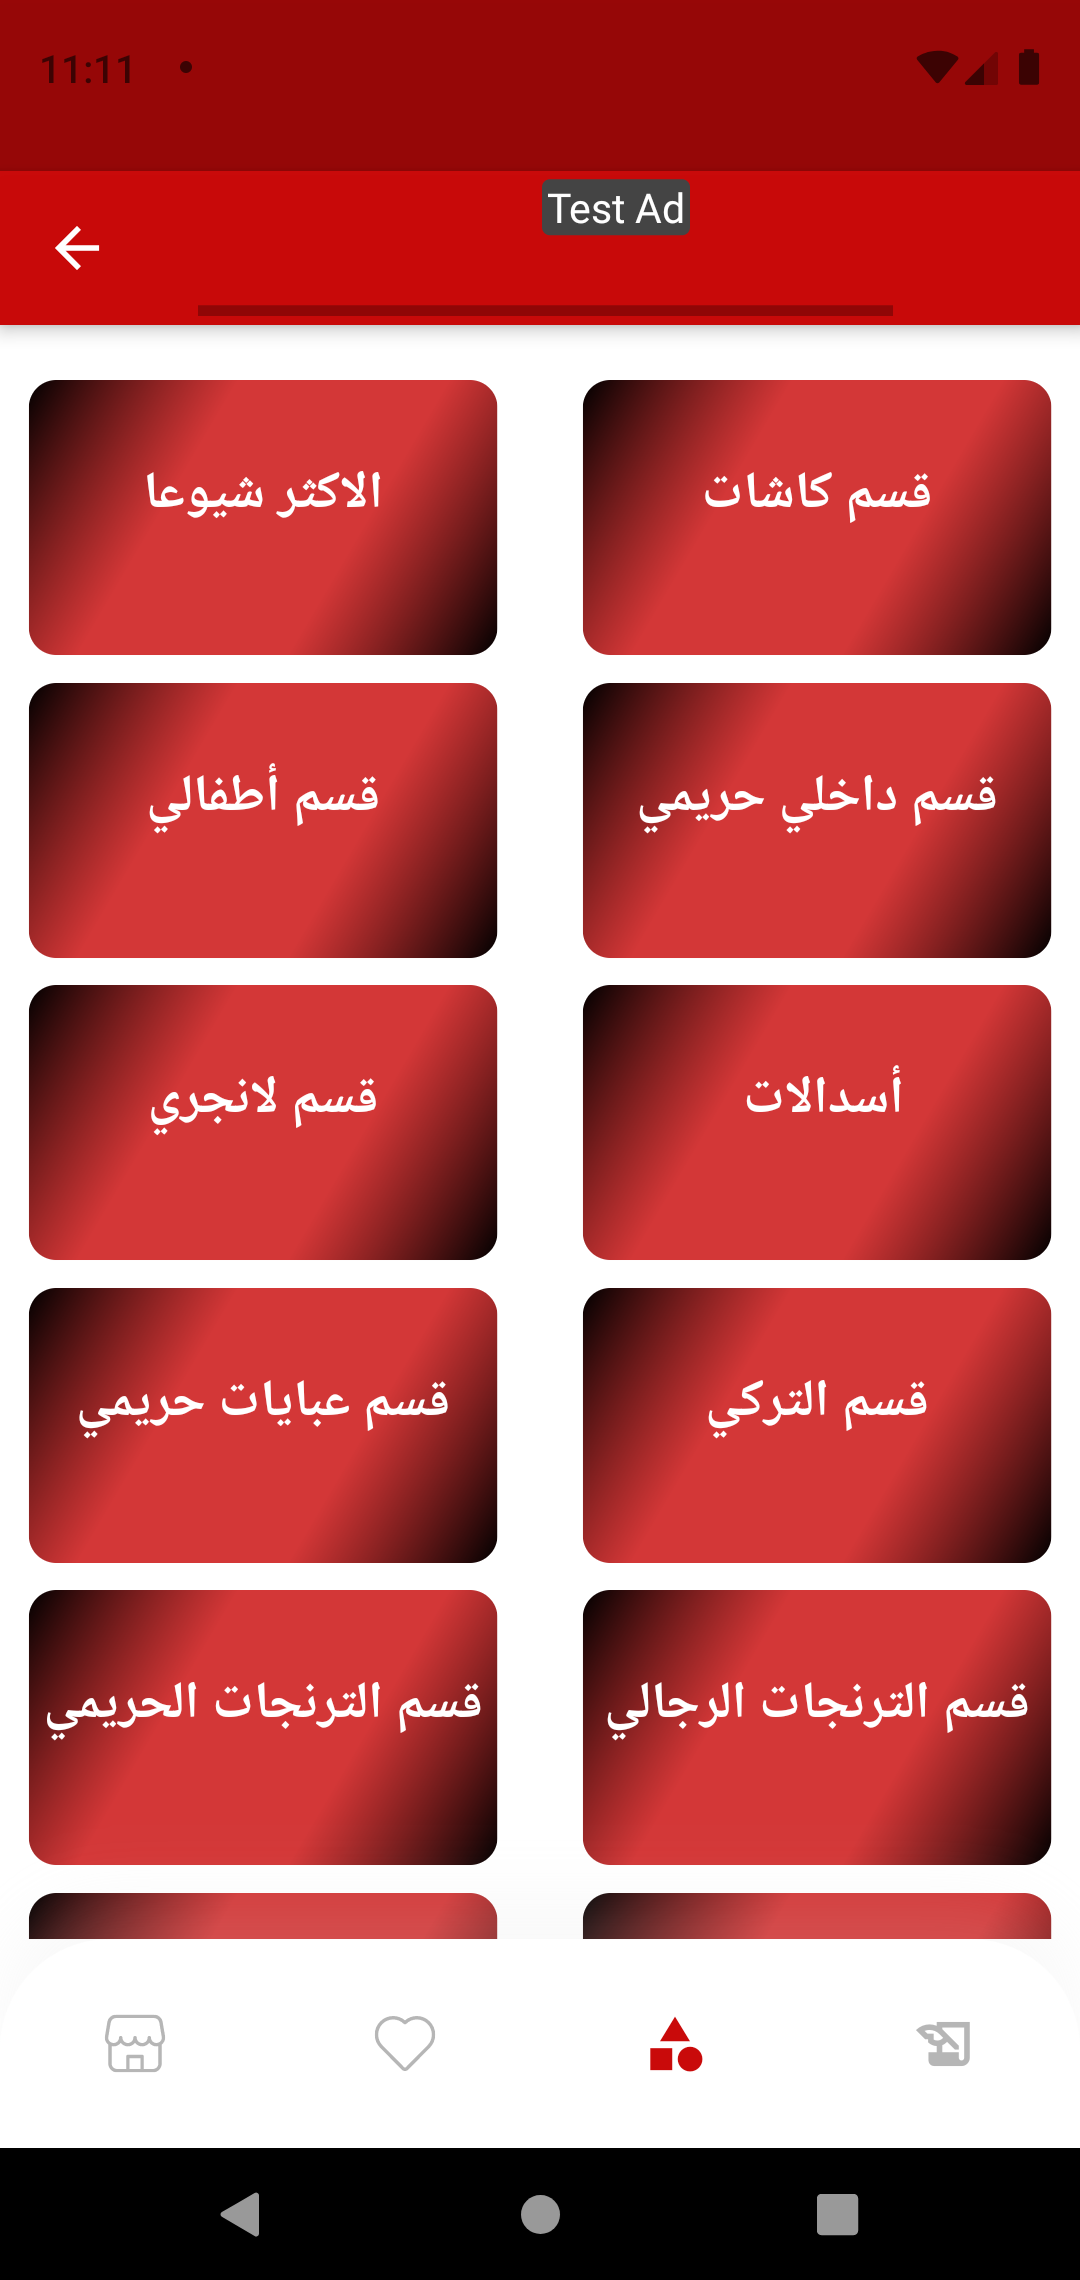 11:11
Test Ad
قسم كاشات
الاكثر شيوعا
قسم داخلي حريمي
قسم أطفالي
أسدالات
قسم لانجري
قسم التركي
قسم عبايات حريمي
قسم الترنجات الرجالي
قسم الترنجات الحريمي